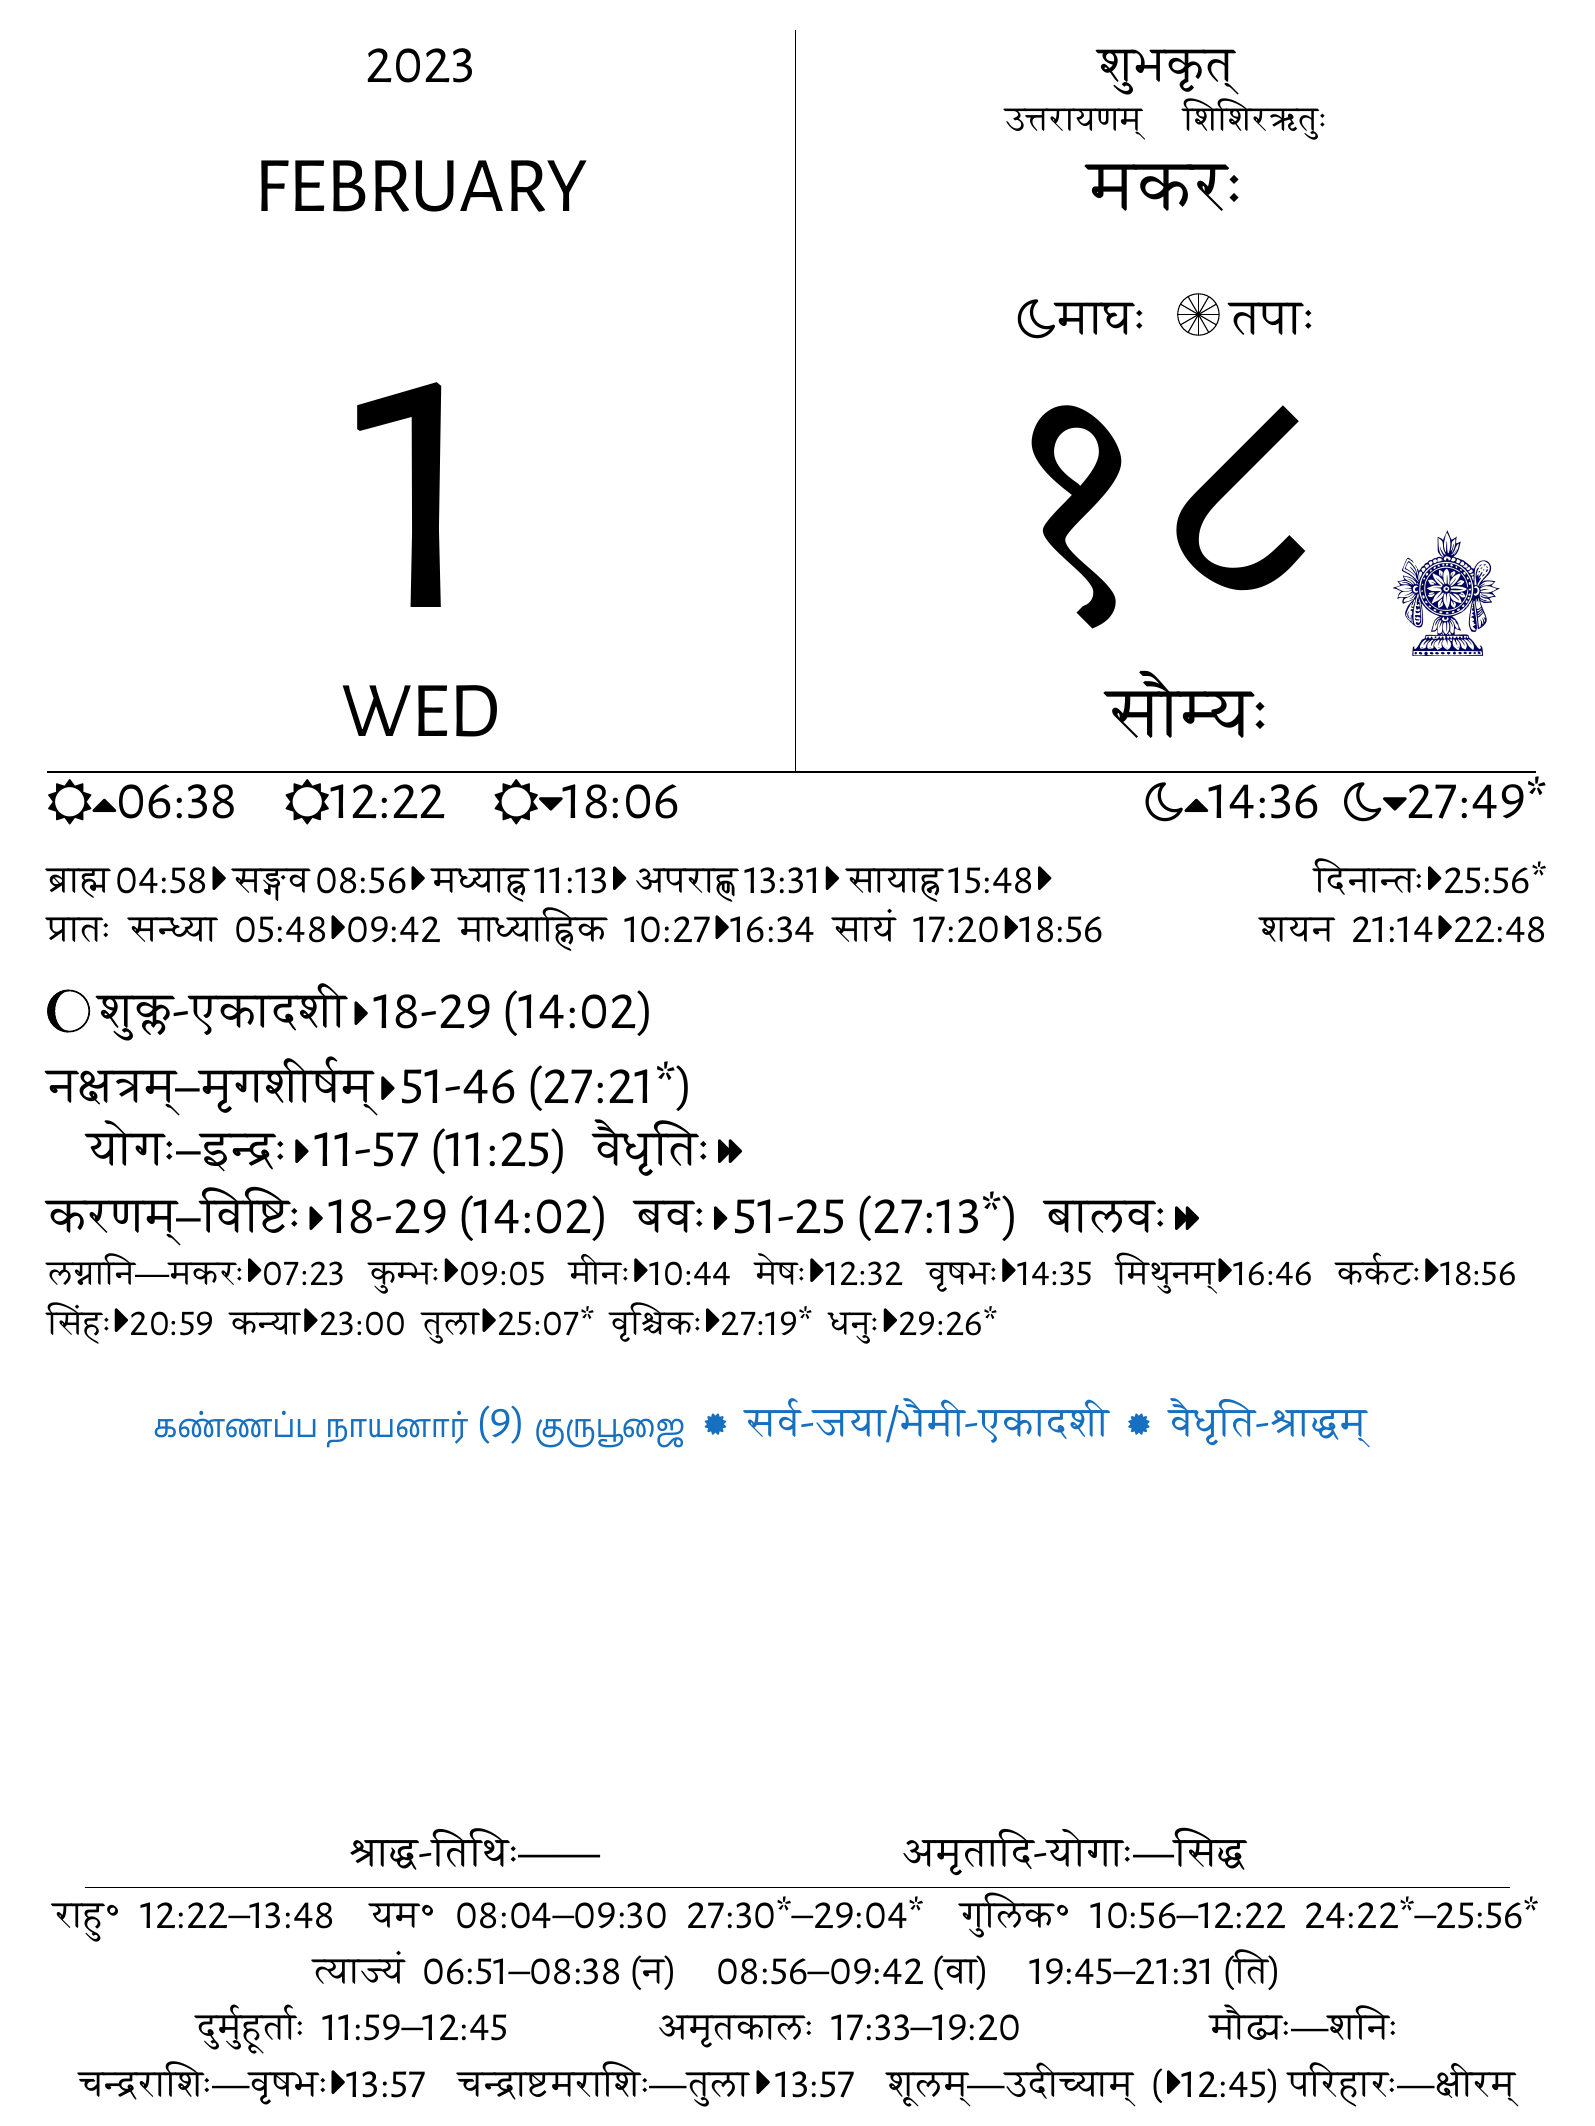 2023
FEBRUARY
1
WED
शुभकृत्
उत्तरायणम् शिशिरऋतुः
मकरः
माघः तपाः
१८
सौम्यः
06:38 12:22 18:06 14:36 27:49*
ब्राह्म 04:58 सङ्गव 08:56 मध्याह्न 11:13 अपराह्ण 13:31 सायाह्न 15:48 दिनान्तः 25:56*
प्रातः सन्ध्या 05:48 09:42 माध्याह्निक 10:27 16:34 सायं 17:20 18:56 शयन 21:14 22:48
शुक्ल-एकादशी 18-29 (14:02)
नक्षत्रम्–मृगशीर्षम् 51-46 (27:21*)
योगः–इन्द्रः 11-57 (11:25) वैधृतिः
करणम्–विष्टिः 18-29 (14:02) बवः 51-25 (27:13*) बालवः
लग्नानि—मकरः 07:23 कुम्भः 09:05 मीनः 10:44 मेषः 12:32 वृषभः 14:35 मिथुनम् 16:46 कर्कटः 18:56
सिंहः 20:59 कन्या 23:00 तुला 25:07* वृश्चिकः 27:19* धनुः 29:26*
கண்ணப்ப நாயனார் (9) குருபூஜை ✹ सर्व-जया/भैमी-एकादशी ✹ वैधृति-श्राद्धम्
श्राद्ध-तिथिः—— अमृतादि-योगाः—सिद्ध
राहु॰ 12:22–13:48 यम॰ 08:04–09:30 27:30*–29:04* गुलिक॰ 10:56–12:22 24:22*–25:56*
त्याज्यं 06:51–08:38 (न) 08:56–09:42 (वा) 19:45–21:31 (ति)
दुर्मुहूर्ताः 11:59–12:45 अमृतकालः 17:33–19:20 मौढ्यः—शनिः
चन्द्रराशिः—वृषभः 13:57 चन्द्राष्टमराशिः—तुला 13:57 शूलम्—उदीच्याम् (12:45) परिहारः—क्षीरम्